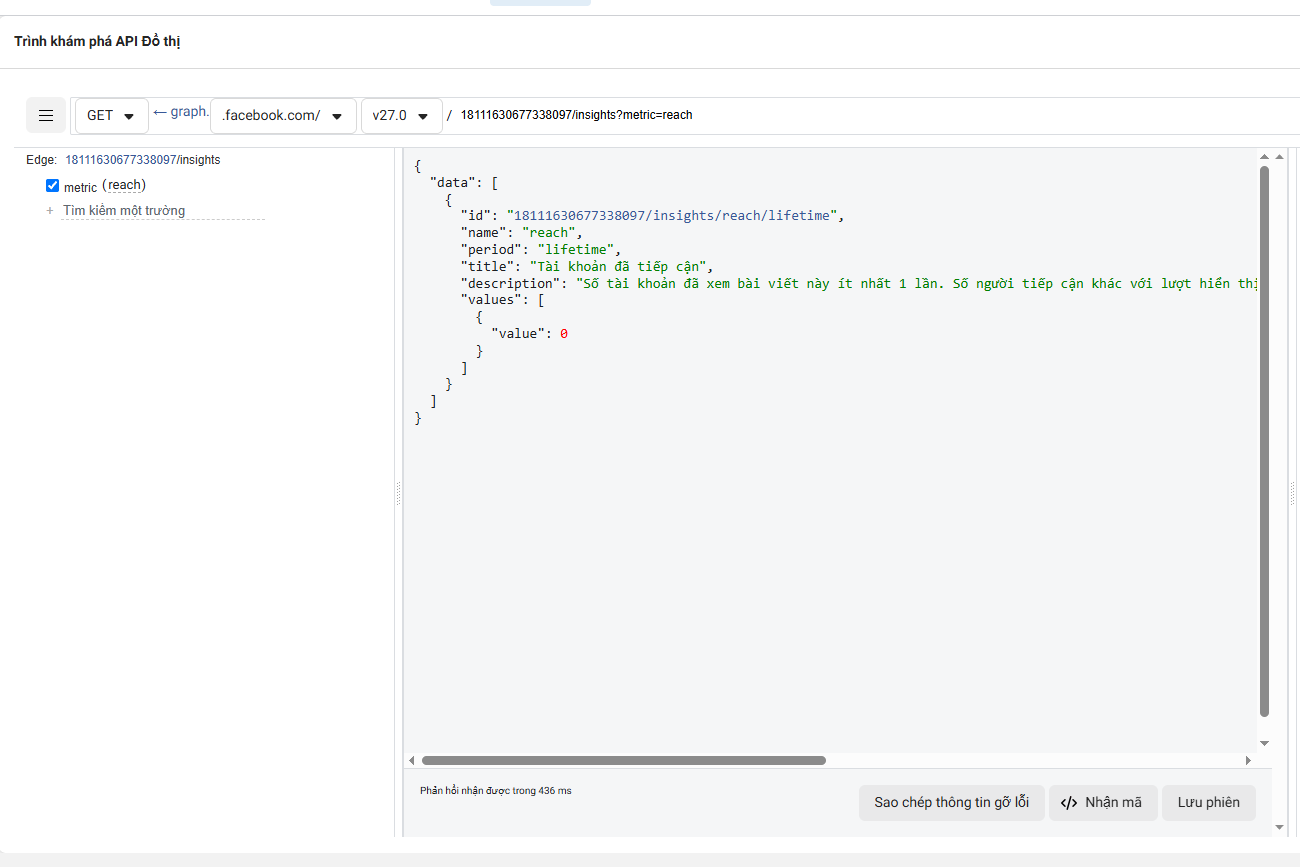 Trình khám phá API Đồ thị
GET ← graph. .facebook.com/ v27.0 / 18111630677338097/insights?metric=reach
Edge: 18111630677338097/insights
metric (reach)
+ Tìm kiếm một trường
{
"data": [
{
"id": "18111630677338097/insights/reach/lifetime",
"name": "reach",
"period": "lifetime",
"title": "Tài khoản đã tiếp cận",
"description": "Số tài khoản đã xem bài viết này ít nhất 1 lần. Số người tiếp cận khác với lượt hiển thị
"values": [
{
"value": 0
}
]
}
]
}
Phản hồi nhận được trong 436 ms
Sao chép thông tin gỡ lỗi </> Nhận mã Lưu phiên